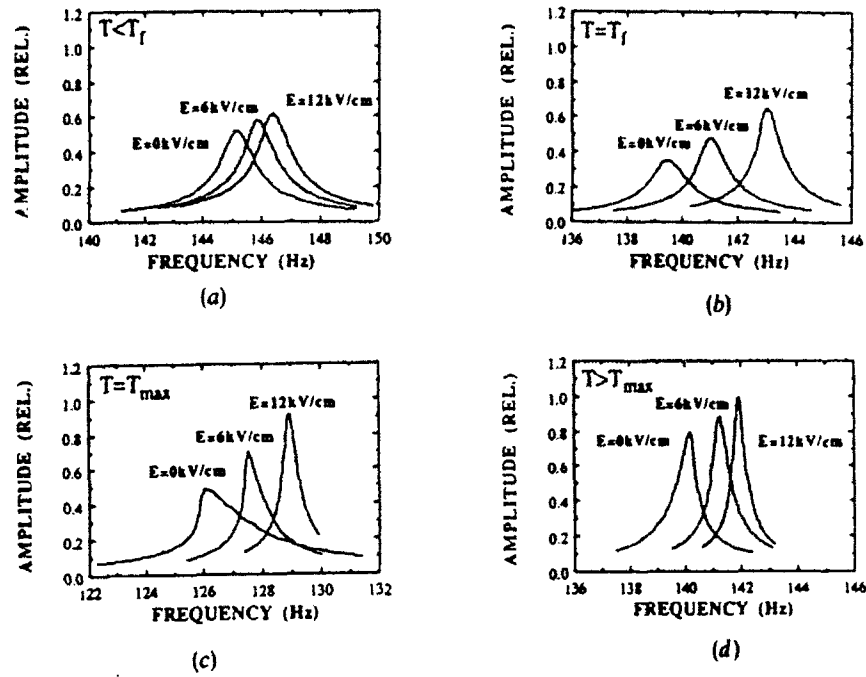 AMPLITUDE (REL.)
1.2
1.0
0.8
0.6
0.4
0.2
0.0
T<Tf
E=0kV/cm
E=6kV/cm
E=12kV/cm
140 142 144 146 148 150
FREQUENCY (Hz)
(a)
AMPLITUDE (REL.)
1.2
1.0
0.8
0.6
0.4
0.2
0.0
T=Tf
E=0kV/cm
E=6kV/cm
E=12kV/cm
136 138 140 142 144 146
FREQUENCY (Hz)
(b)
AMPLITUDE (REL.)
1.2
1.0
0.8
0.6
0.4
0.2
0.0
T=Tmax
E=0kV/cm
E=6kV/cm
E=12kV/cm
122 124 126 128 130 132
FREQUENCY (Hz)
(c)
AMPLITUDE (REL.)
1.2
1.0
0.8
0.6
0.4
0.2
0.0
T>Tmax
E=0kV/cm
E=6kV/cm
E=12kV/cm
136 138 140 142 144 146
FREQUENCY (Hz)
(d)